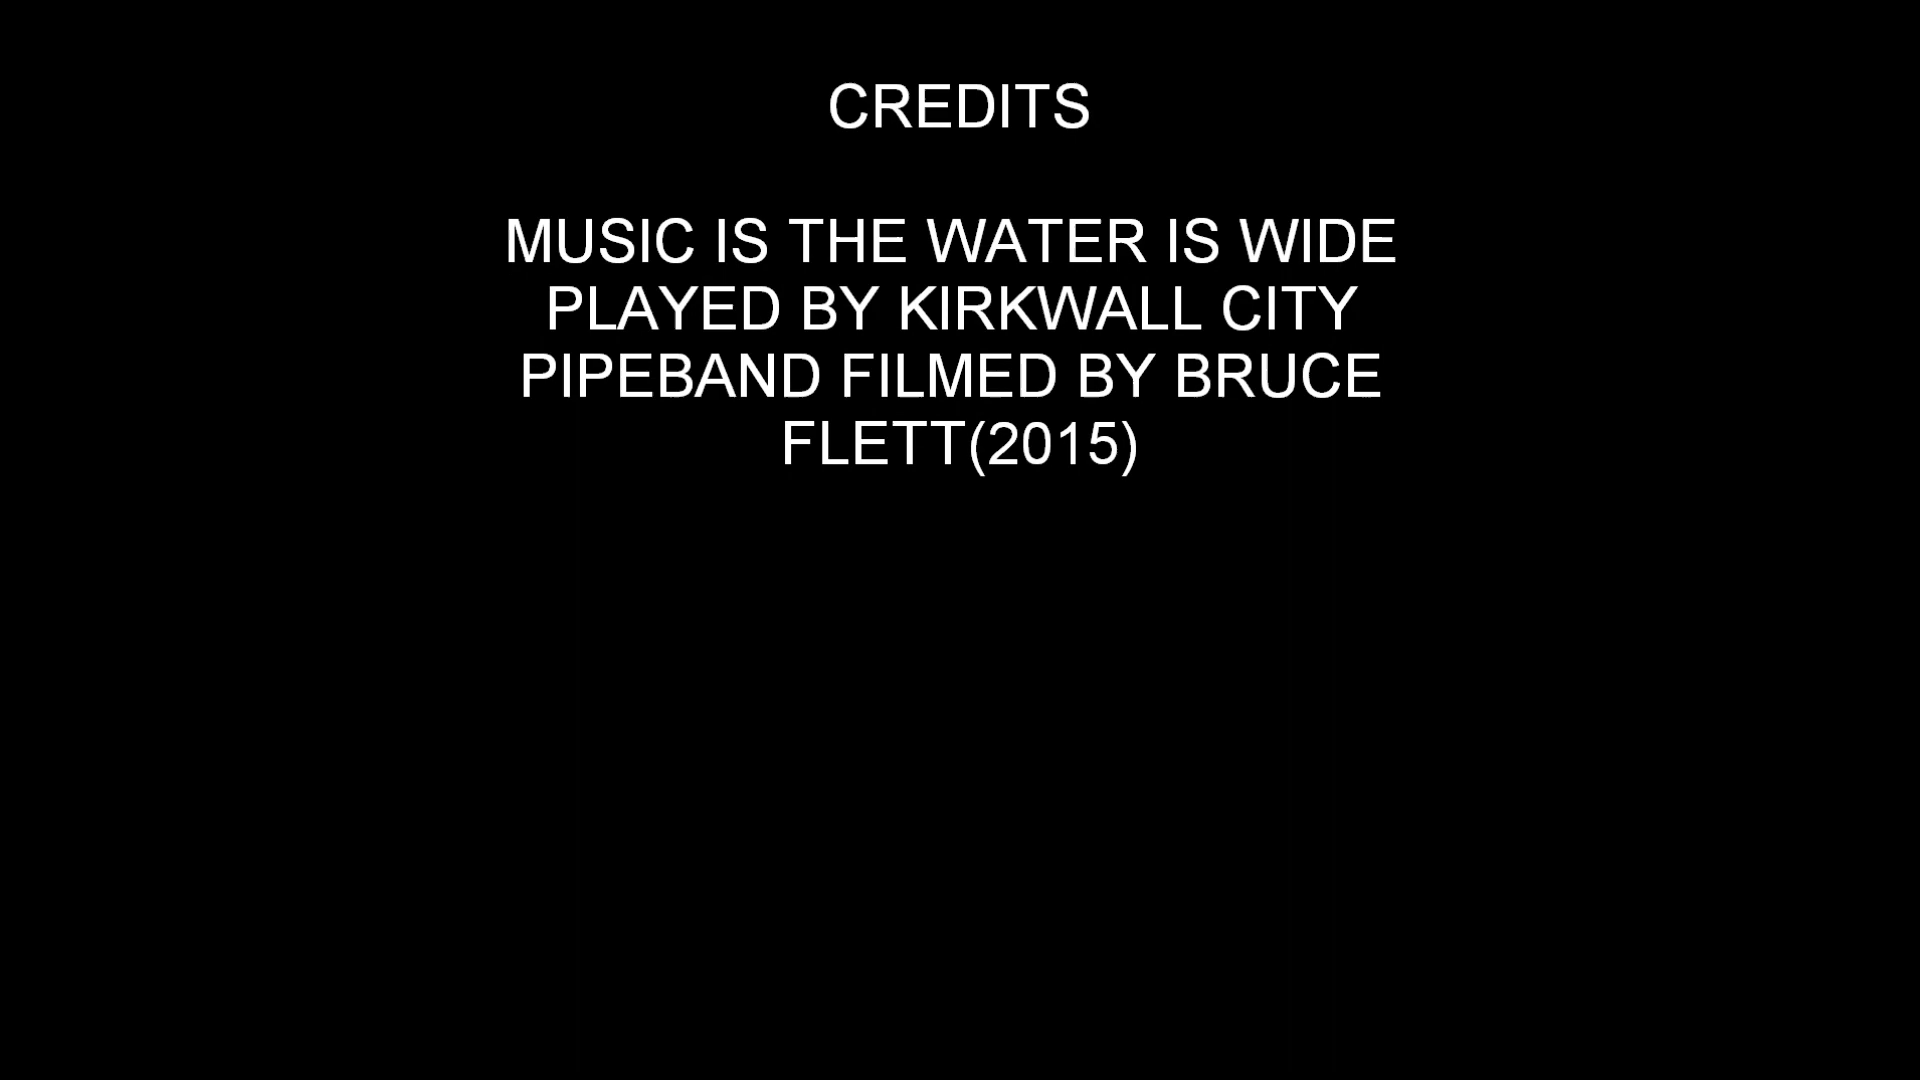 CREDITS
MUSIC IS THE WATER IS WIDE
PLAYED BY KIRKWALL CITY
PIPEBAND FILMED BY BRUCE
FLETT(2015)